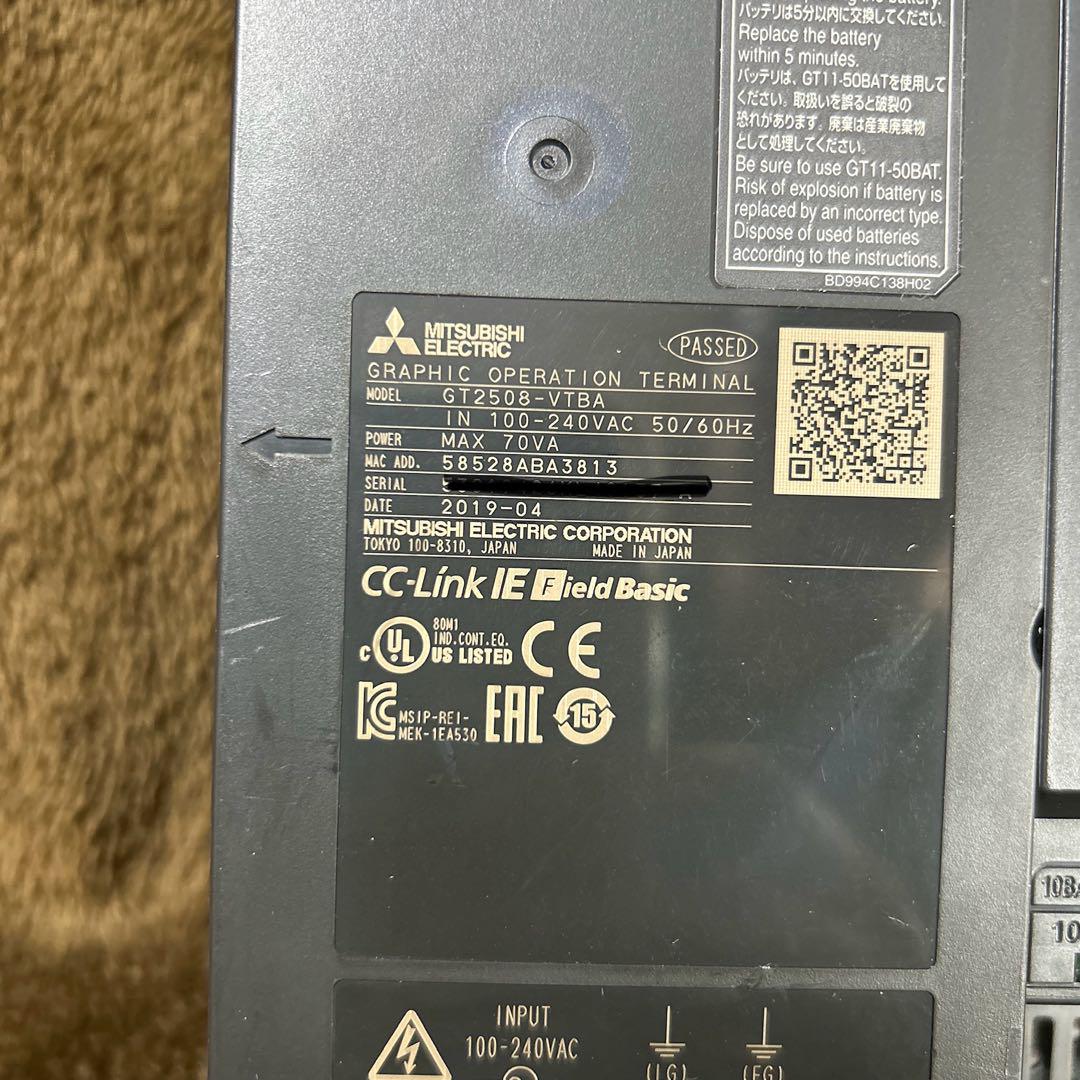 the battery.
バッテリは5分以内に交換してください。
Replace the battery
within 5 minutes.
バッテリは、GT11-50BATを使用して
ください。取扱いを誤ると破裂の
恐れがあります。廃棄は産業廃棄物
として処理してください。
Be sure to use GT11-50BAT.
Risk of explosion if battery is
replaced by an incorrect type.
Dispose of used batteries
according to the instructions.
BD994C138H02
MITSUBISHI
ELECTRIC
PASSED
GRAPHIC OPERATION TERMINAL
MODEL GT2508-VTBA
IN 100-240VAC 50/60Hz
POWER MAX 70VA
MAC ADD. 58528ABA3813
SERIAL
DATE 2019-04
MITSUBISHI ELECTRIC CORPORATION
TOKYO 100-8310, JAPAN MADE IN JAPAN
CC-Link IE Field Basic
80M1
IND.CONT.EQ.
C UL US LISTED CE
KC MSIP-REI-
MEK-1EA530 EAC 15
10BA
10
INPUT
100-240VAC
(LG) (FG)